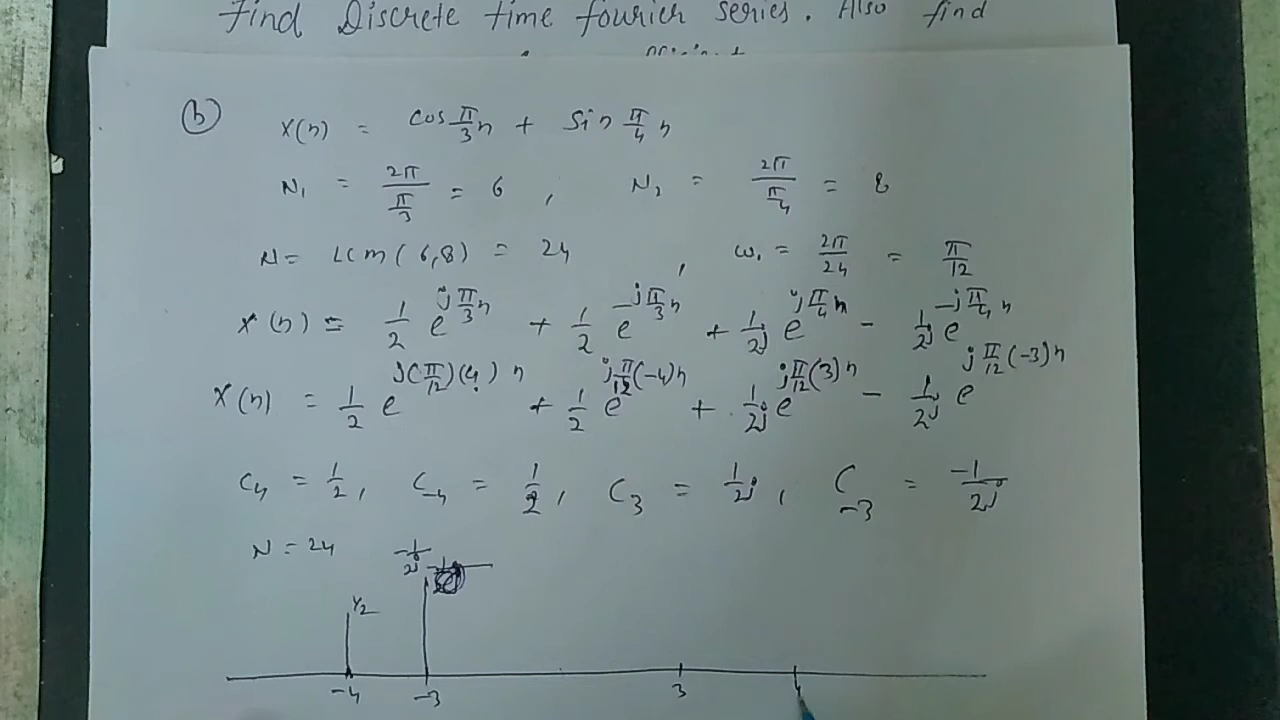 find Discrete time fourier series. Also find
(b) x(n) = cos π/3 n + Sin π/4 n
N₁ = 2π/(π/3) = 6 , N₂ = 2π/(π/4) = 8
N = LCM(6,8) = 24 , ω₁ = 2π/24 = π/12
x(n) = 1/2 e^{jπ/3 n} + 1/2 e^{-jπ/3 n} + 1/2j e^{jπ/4 n} - 1/2j e^{-jπ/4 n}
x(n) = 1/2 e^{j(π/12)(4)n} + 1/2 e^{jπ/12(-4)n} + 1/2j e^{jπ/12(3)n} - 1/2j e^{jπ/12(-3)n}
C₄ = 1/2, C₋₄ = 1/2, C₃ = 1/2j, C₋₃ = -1/2j
N = 24 -1/2j
1/2
-4 -3 3 4